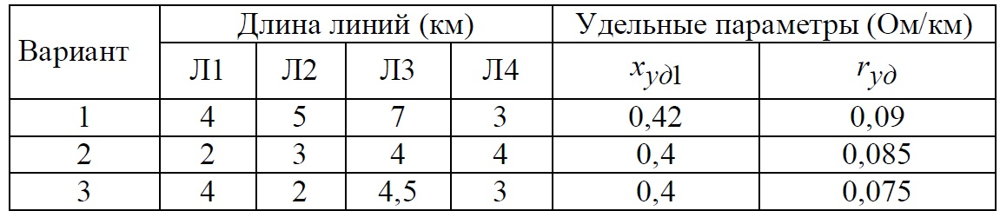 Вариант Длина линий (км) Удельные параметры (Ом/км)
Л1 Л2 Л3 Л4 xуд1 rуд
1 4 5 7 3 0,42 0,09
2 2 3 4 4 0,4 0,085
3 4 2 4,5 3 0,4 0,075